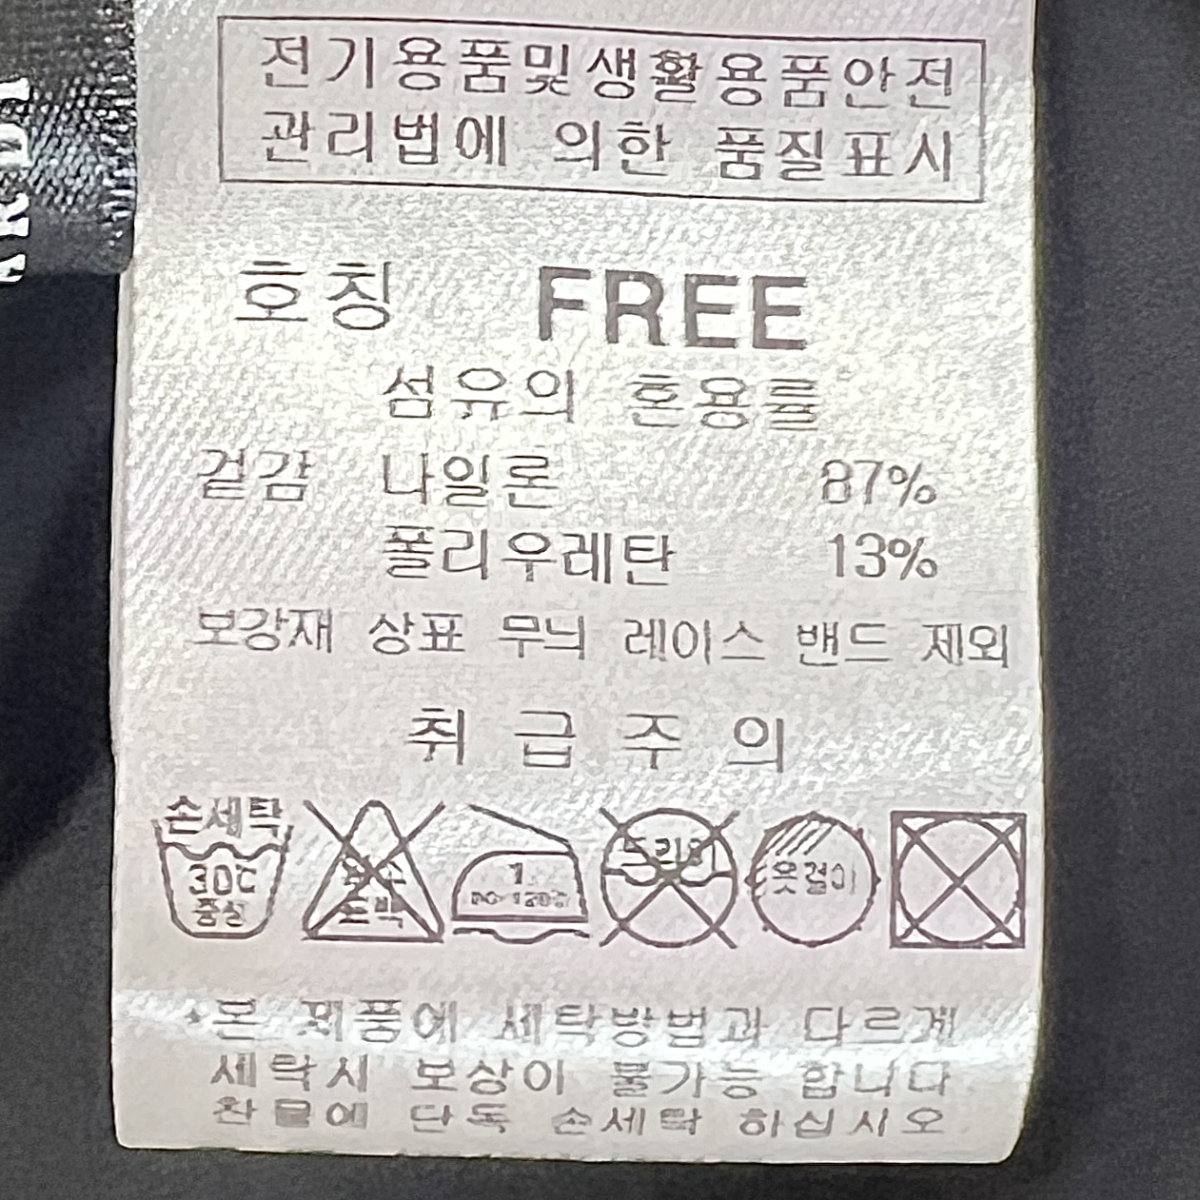 전기용품및생활용품안전
관리법에 의한 품질표시
호칭 FREE
섬유의 혼용률
겉감 나일론 87%
폴리우레탄 13%
보강재 상표 무늬 레이스 밴드 제외
취급주의
손세탁
30℃
중성
1
드라이
옷걸이
*본 제품에 세탁방법과 다르게
세탁시 보상이 불가능 합니다
찬물에 단독 손세탁 하십시오